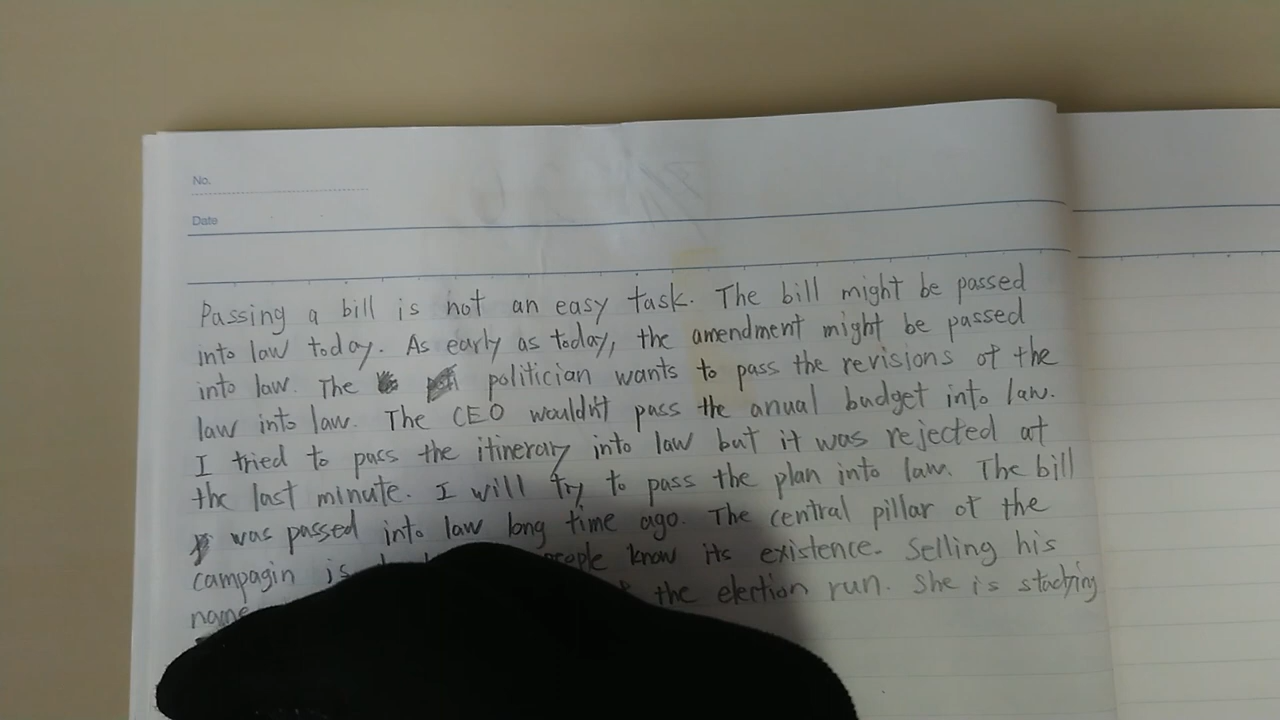 No.
Date
Passing a bill is not an easy task. The bill might be passed
into law today. As early as today, the amendment might be passed
into law. The politician wants to pass the revisions of the
law into law. The CEO wouldn't pass the anual budget into law.
I tried to pass the itinerary into law but it was rejected at
the last minute. I will try to pass the plan into law. The bill
was passed into law long time ago. The central pillar of the
campagin is people know its existence. Selling his
name the election run. She is